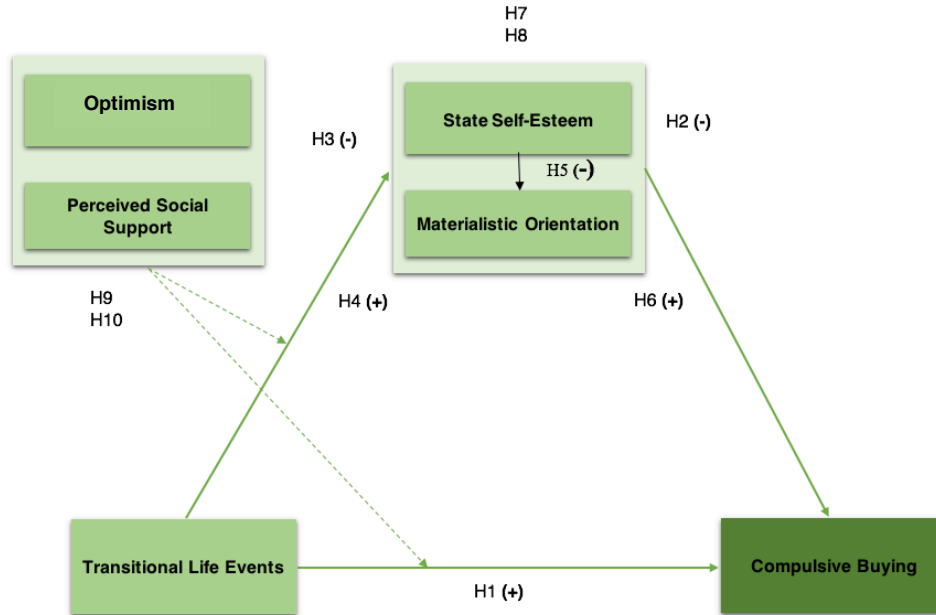 H7
H8
Optimism
State Self-Esteem
H3 (-)
H2 (-)
H5 (-)
Perceived Social
Support
Materialistic Orientation
H9
H10
H4 (+)
H6 (+)
Transitional Life Events
Compulsive Buying
H1 (+)